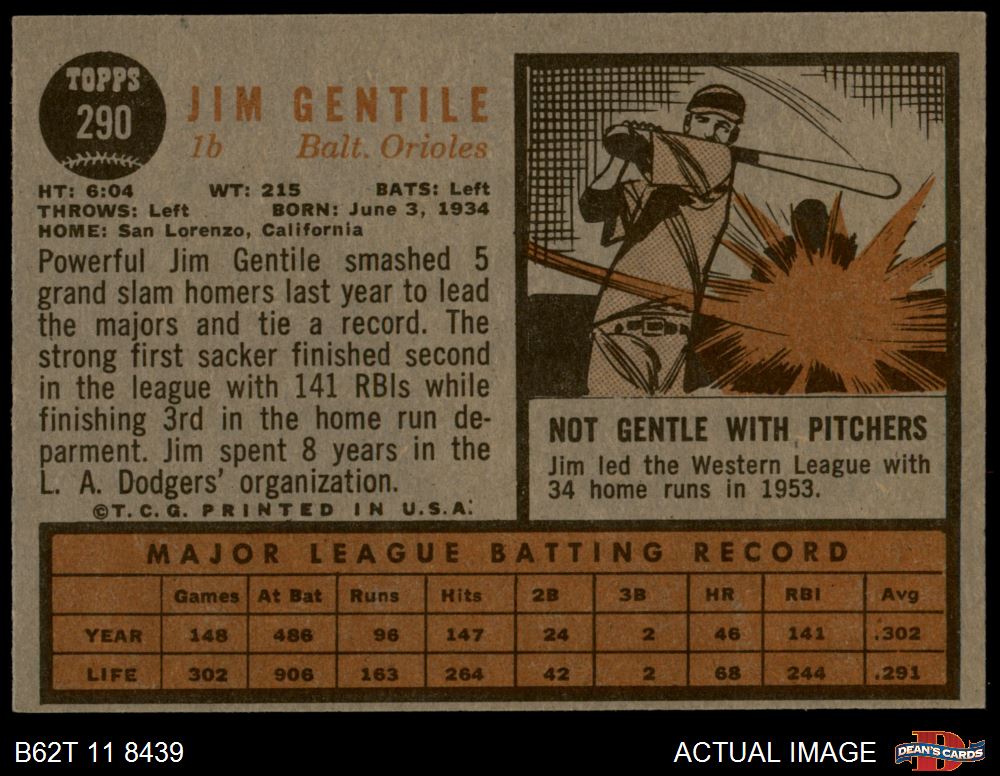 TOPPS
290
JIM GENTILE
1b Balt. Orioles
HT: 6:04 WT: 215 BATS: Left
THROWS: Left BORN: June 3, 1934
HOME: San Lorenzo, California
Powerful Jim Gentile smashed 5
grand slam homers last year to lead
the majors and tie a record. The
strong first sacker finished second
in the league with 141 RBIs while
finishing 3rd in the home run de-
parment. Jim spent 8 years in the
L. A. Dodgers' organization.
©T. C. G. PRINTED IN U.S.A.
NOT GENTLE WITH PITCHERS
Jim led the Western League with
34 home runs in 1953.
MAJOR LEAGUE BATTING RECORD
Games At Bat Runs Hits 2B 3B HR RBI Avg
YEAR 148 486 96 147 24 2 46 141 .302
LIFE 302 906 163 264 42 2 68 244 .291
B62T 11 8439
ACTUAL IMAGE
DEAN'S CARDS